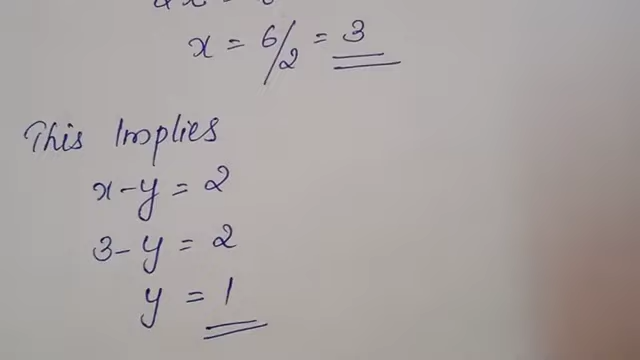 x = 6/2 = 3
This Implies
x - y = 2
3 - y = 2
y = 1